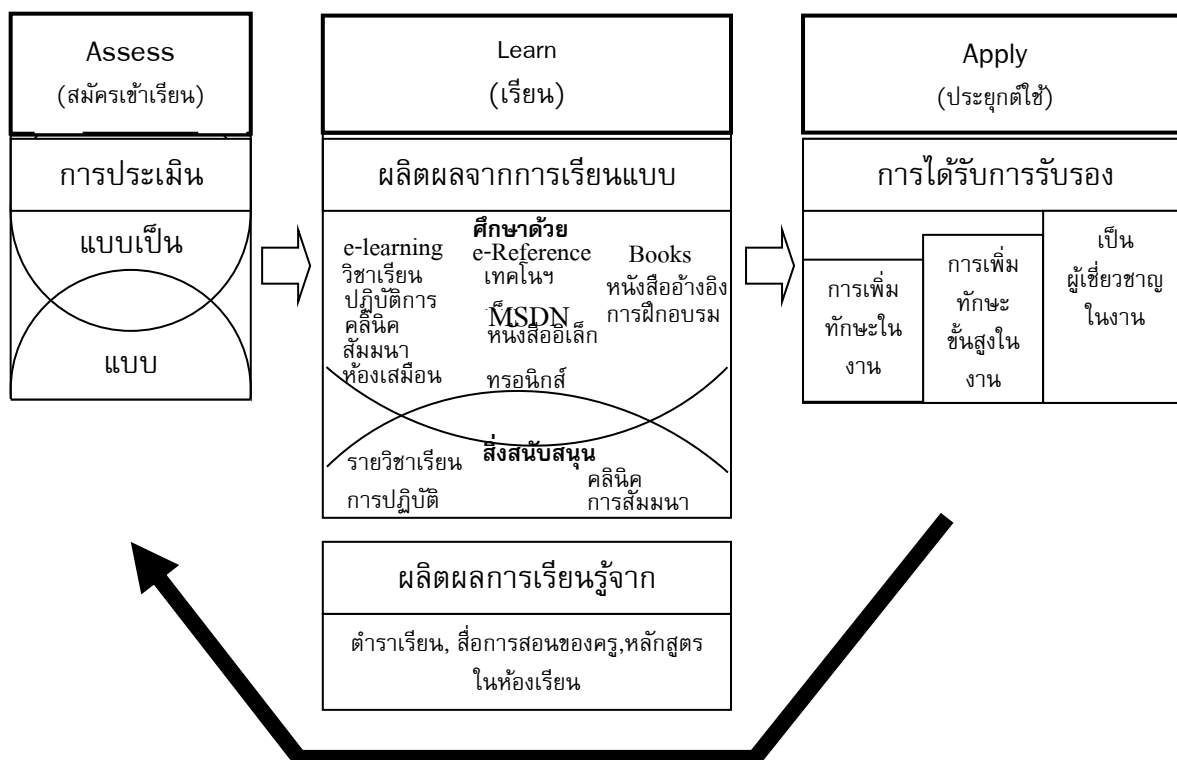 Assess
(สมัครเข้าเรียน)
การประเมิน
แบบเป็น
แบบ
Learn
(เรียน)
ผลิตผลจากการเรียนแบบ
ศึกษาด้วย
e-learning
วิชาเรียน
ปฏิบัติการ
คลินิค
สัมมนา
ห้องเสมือน
e-Reference
เทคโนฯ
MSDN
หนังสืออิเล็ก
ทรอนิกส์
Books
หนังสืออ้างอิง
การฝึกอบรม
สิ่งสนับสนุน
รายวิชาเรียน
การปฏิบัติ
คลินิค
การสัมมนา
ผลิตผลการเรียนรู้จาก
ตำราเรียน, สื่อการสอนของครู,หลักสูตร
ในห้องเรียน
Apply
(ประยุกต์ใช้)
การได้รับการรับรอง
การเพิ่ม
ทักษะใน
งาน
การเพิ่ม
ทักษะ
ขั้นสูงใน
งาน
เป็น
ผู้เชี่ยวชาญ
ในงาน